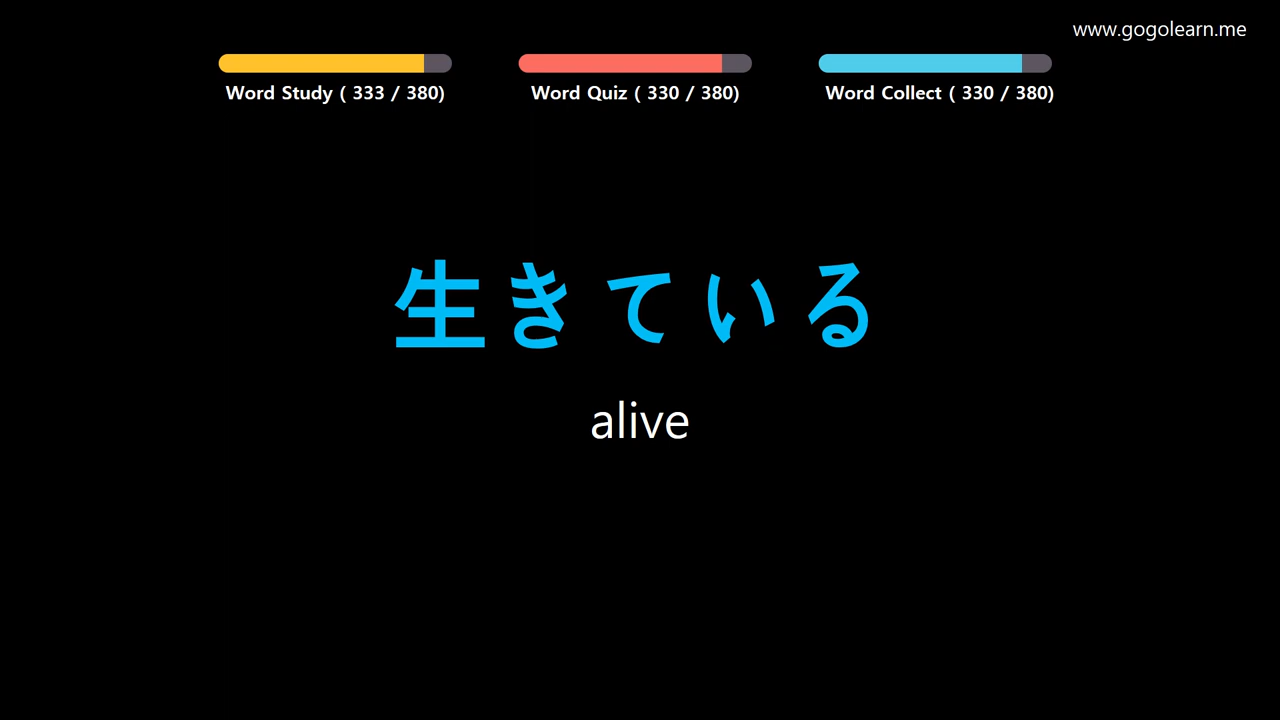 www.gogolearn.me
Word Study ( 333 / 380)
Word Quiz ( 330 / 380)
Word Collect ( 330 / 380)
生きている
alive